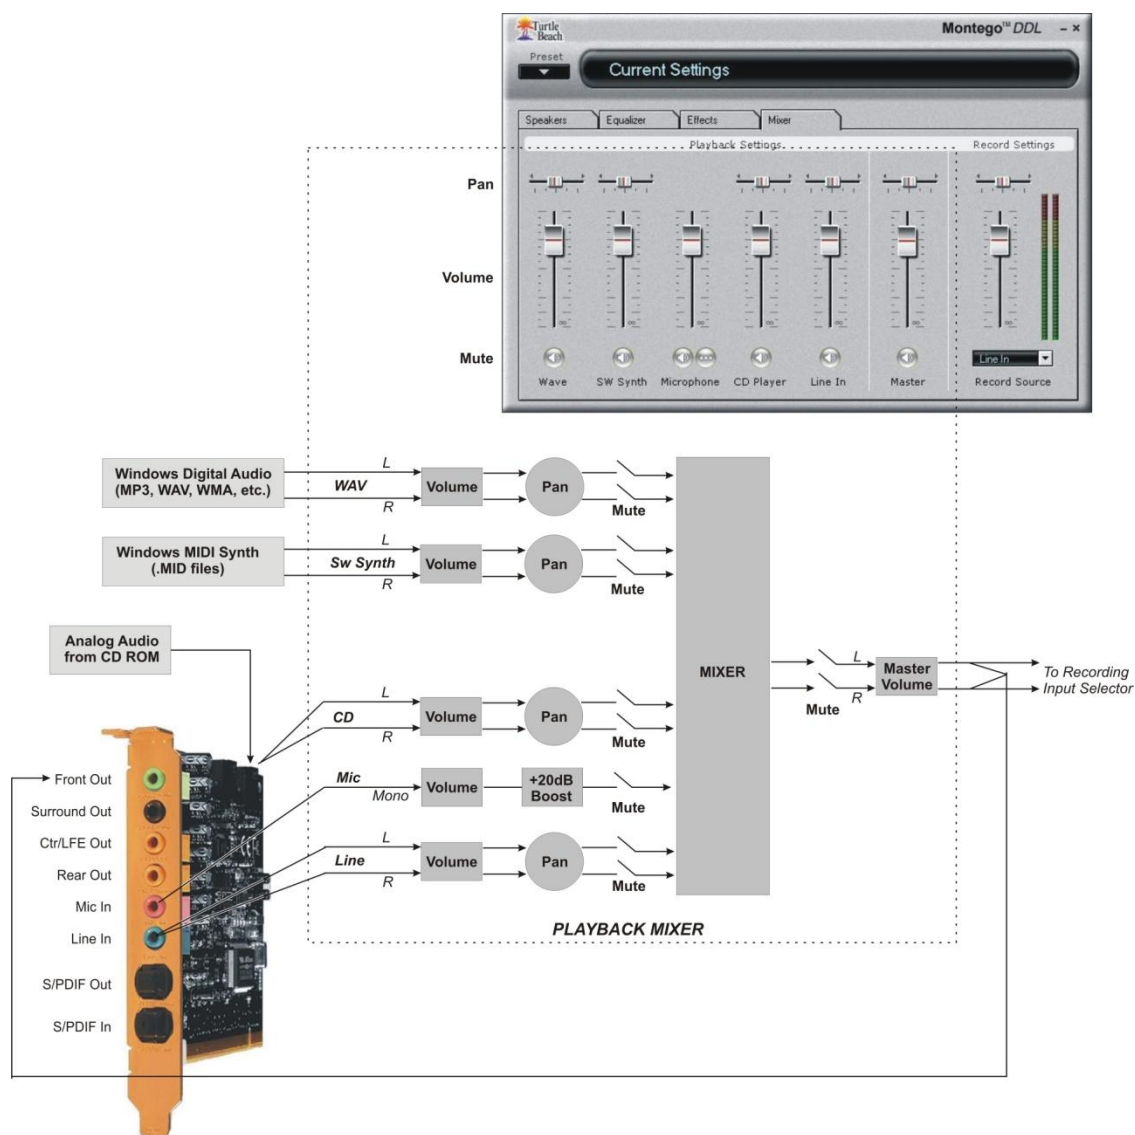 Turtle
Beach
Montego™ DDL
Preset
Current Settings
Speakers Equalizer Effects Mixer
Playback Settings Record Settings
Pan
Volume
Mute
Line In
Wave SW Synth Microphone CD Player Line In Master Record Source
Windows Digital Audio
(MP3, WAV, WMA, etc.)
L
WAV
R
Volume
Pan
Mute
Windows MIDI Synth
(.MID files)
L
Sw Synth
R
Volume
Pan
Mute
Analog Audio
from CD ROM
L
CD
R
Volume
Pan
Mute
Mic
Mono
Volume
+20dB
Boost
Mute
L
Line
R
Volume
Pan
Mute
MIXER
Mute
L
R
Master
Volume
To Recording
Input Selector
PLAYBACK MIXER
Front Out
Surround Out
Ctr/LFE Out
Rear Out
Mic In
Line In
S/PDIF Out
S/PDIF In